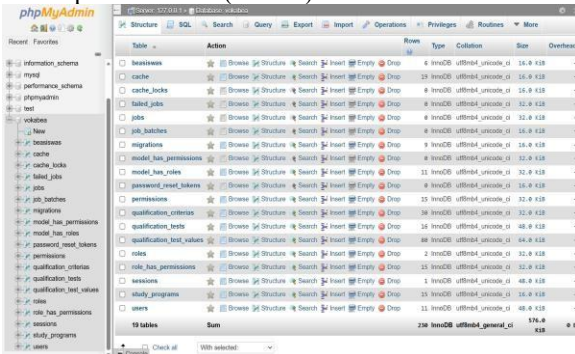 phpMyAdmin
Recent Favorites
information_schema
mysql
performance_schema
phpmyadmin
test
vokabea
New
beasiswas
cache
cache_locks
failed_jobs
jobs
job_batches
migrations
model_has_permissions
model_has_roles
password_reset_tokens
permissions
qualification_criterias
qualification_tests
qualification_test_values
roles
role_has_permissions
sessions
study_programs
users
Server: 127.0.0.1 » Database: vokabea
Structure SQL Search Query Export Import Operations Privileges Routines More
Table Action Rows Type Collation Size Overhead
beasiswas Browse Structure Search Insert Empty Drop 6 InnoDB utf8mb4_unicode_ci 16.0 KiB
cache Browse Structure Search Insert Empty Drop 19 InnoDB utf8mb4_unicode_ci 16.0 KiB
cache_locks Browse Structure Search Insert Empty Drop 0 InnoDB utf8mb4_unicode_ci 16.0 KiB
failed_jobs Browse Structure Search Insert Empty Drop 0 InnoDB utf8mb4_unicode_ci 32.0 KiB
jobs Browse Structure Search Insert Empty Drop 0 InnoDB utf8mb4_unicode_ci 32.0 KiB
job_batches Browse Structure Search Insert Empty Drop 0 InnoDB utf8mb4_unicode_ci 16.0 KiB
migrations Browse Structure Search Insert Empty Drop 9 InnoDB utf8mb4_unicode_ci 16.0 KiB
model_has_permissions Browse Structure Search Insert Empty Drop 0 InnoDB utf8mb4_unicode_ci 32.0 KiB
model_has_roles Browse Structure Search Insert Empty Drop 11 InnoDB utf8mb4_unicode_ci 32.0 KiB
password_reset_tokens Browse Structure Search Insert Empty Drop 0 InnoDB utf8mb4_unicode_ci 16.0 KiB
permissions Browse Structure Search Insert Empty Drop 15 InnoDB utf8mb4_unicode_ci 32.0 KiB
qualification_criterias Browse Structure Search Insert Empty Drop 30 InnoDB utf8mb4_unicode_ci 32.0 KiB
qualification_tests Browse Structure Search Insert Empty Drop 16 InnoDB utf8mb4_unicode_ci 48.0 KiB
qualification_test_values Browse Structure Search Insert Empty Drop 80 InnoDB utf8mb4_unicode_ci 64.0 KiB
roles Browse Structure Search Insert Empty Drop 2 InnoDB utf8mb4_unicode_ci 32.0 KiB
role_has_permissions Browse Structure Search Insert Empty Drop 15 InnoDB utf8mb4_unicode_ci 32.0 KiB
sessions Browse Structure Search Insert Empty Drop 1 InnoDB utf8mb4_unicode_ci 48.0 KiB
study_programs Browse Structure Search Insert Empty Drop 15 InnoDB utf8mb4_unicode_ci 16.0 KiB
users Browse Structure Search Insert Empty Drop 11 InnoDB utf8mb4_unicode_ci 48.0 KiB
19 tables Sum 230 InnoDB utf8mb4_general_ci 576.0 KiB
Check all With selected:
Console